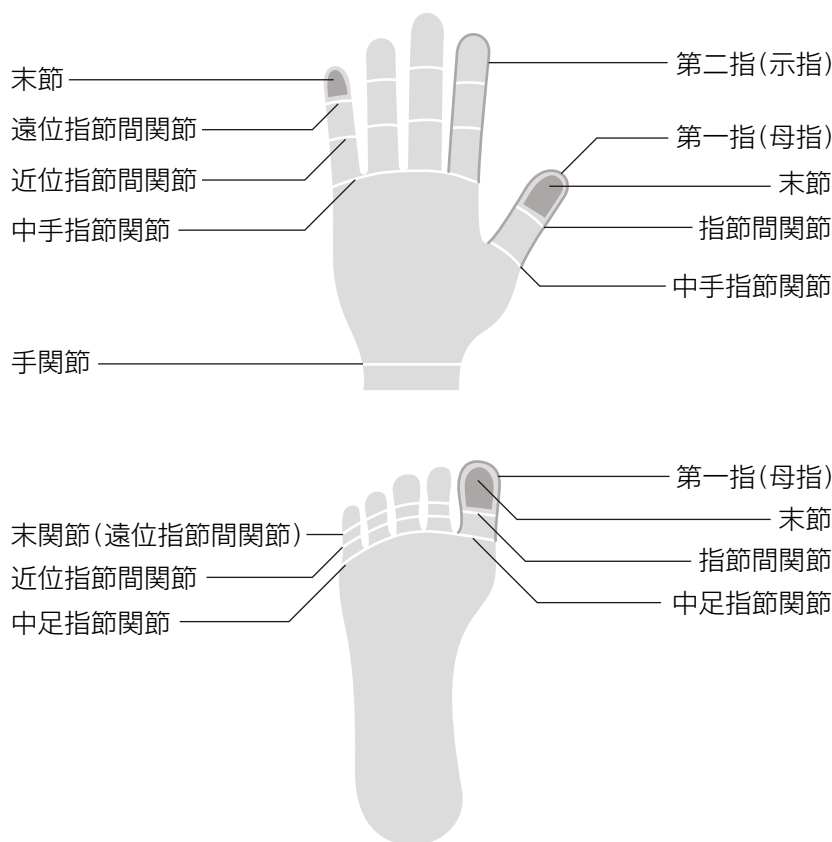 末節
遠位指節間関節
近位指節間関節
中手指節関節
手関節
第二指(示指)
第一指(母指)
末節
指節間関節
中手指節関節
末関節(遠位指節間関節)
近位指節間関節
中足指節関節
第一指(母指)
末節
指節間関節
中足指節関節